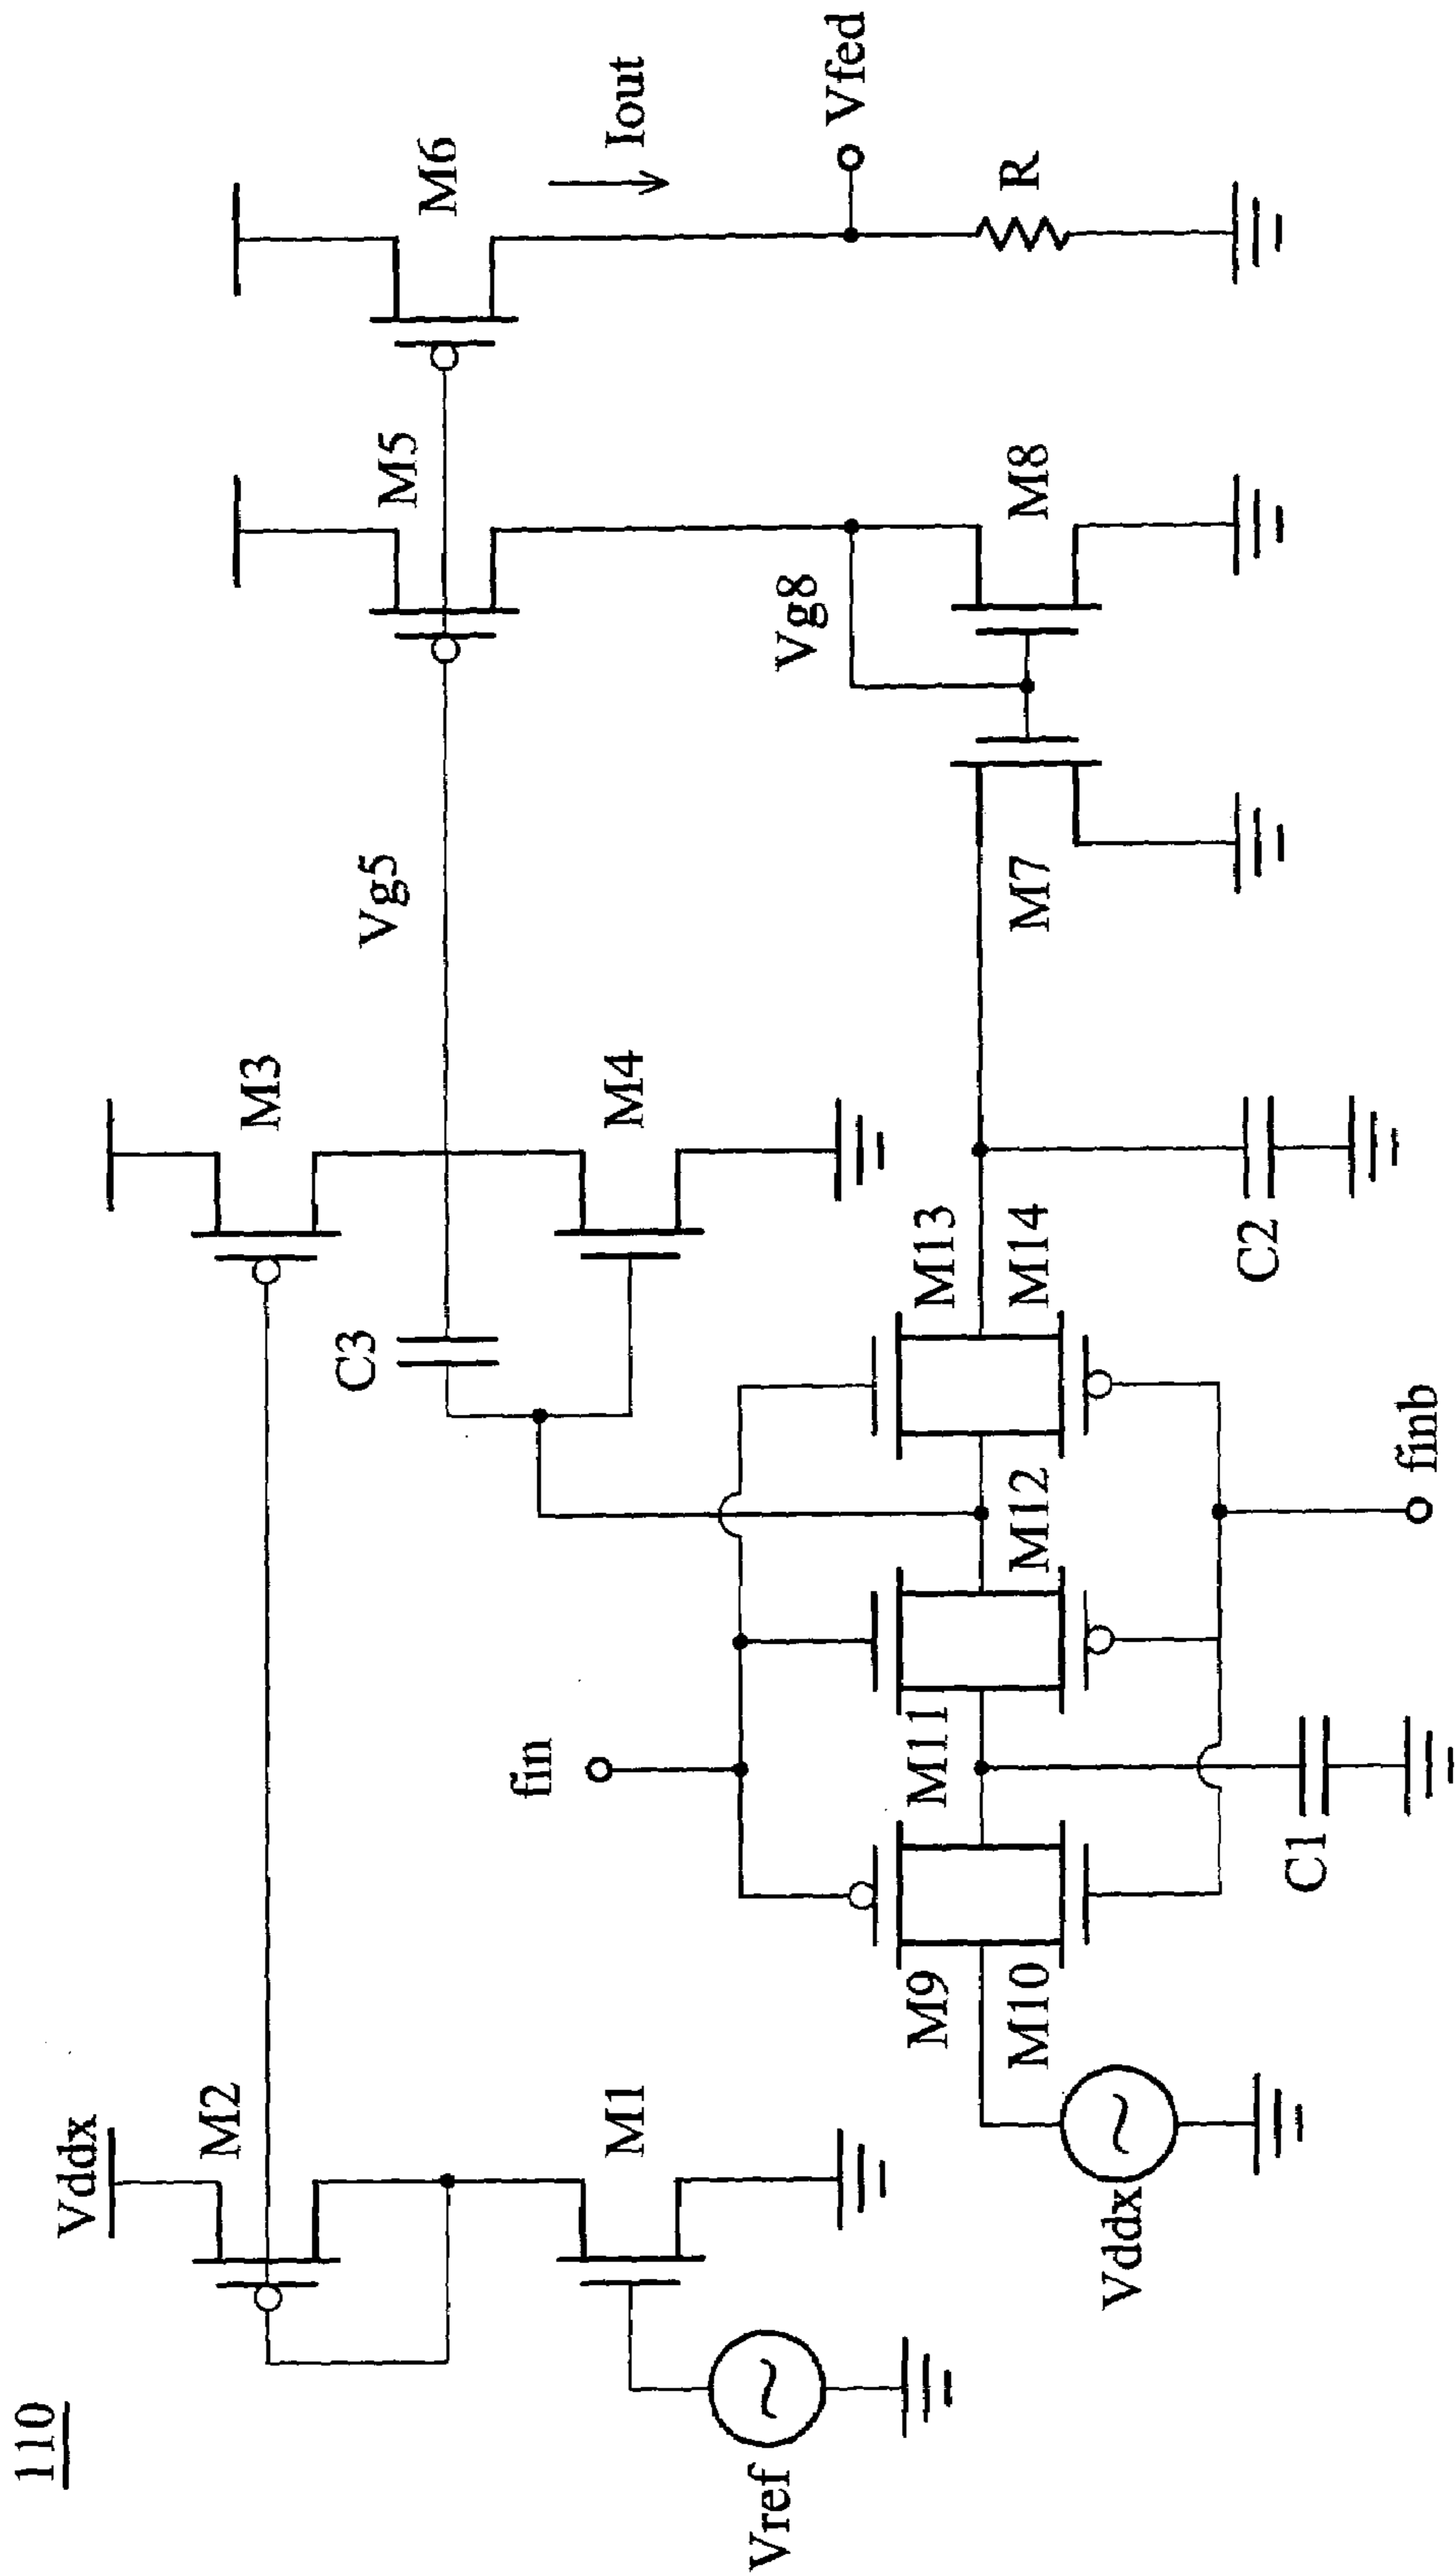 110
Vddx
M2
M3
M6
M5
Iout
Vg5
C3
M1
M4
Vref
fin
Vg8
Vfed
M9
M11
M13
M10
M12
M14
M7
M8
R
Vddx
C1
C2
finb